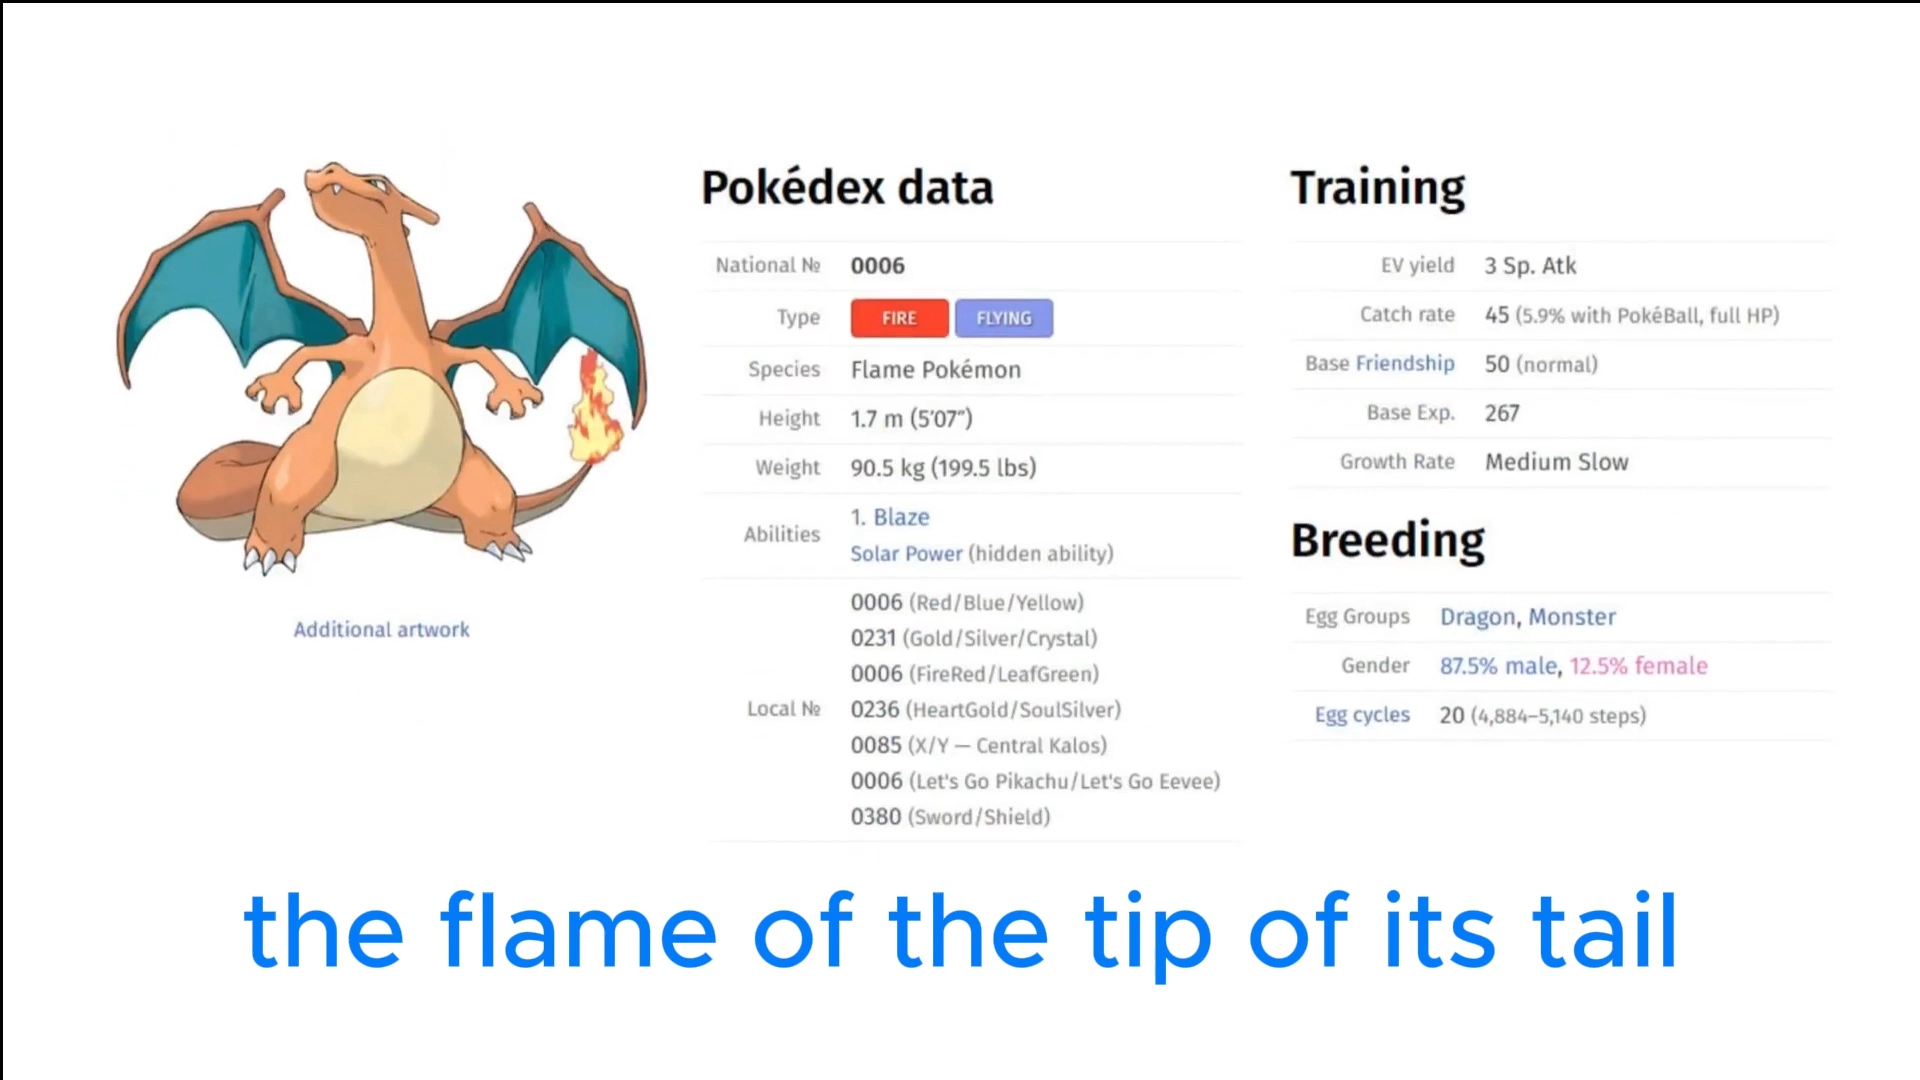 Additional artwork
Pokédex data
National № 0006
Type FIRE FLYING
Species Flame Pokémon
Height 1.7 m (5′07″)
Weight 90.5 kg (199.5 lbs)
Abilities 1. Blaze
Solar Power (hidden ability)
Local № 0006 (Red/Blue/Yellow)
0231 (Gold/Silver/Crystal)
0006 (FireRed/LeafGreen)
0236 (HeartGold/SoulSilver)
0085 (X/Y — Central Kalos)
0006 (Let's Go Pikachu/Let's Go Eevee)
0380 (Sword/Shield)
Training
EV yield 3 Sp. Atk
Catch rate 45 (5.9% with PokéBall, full HP)
Base Friendship 50 (normal)
Base Exp. 267
Growth Rate Medium Slow
Breeding
Egg Groups Dragon, Monster
Gender 87.5% male, 12.5% female
Egg cycles 20 (4,884–5,140 steps)
the flame of the tip of its tail